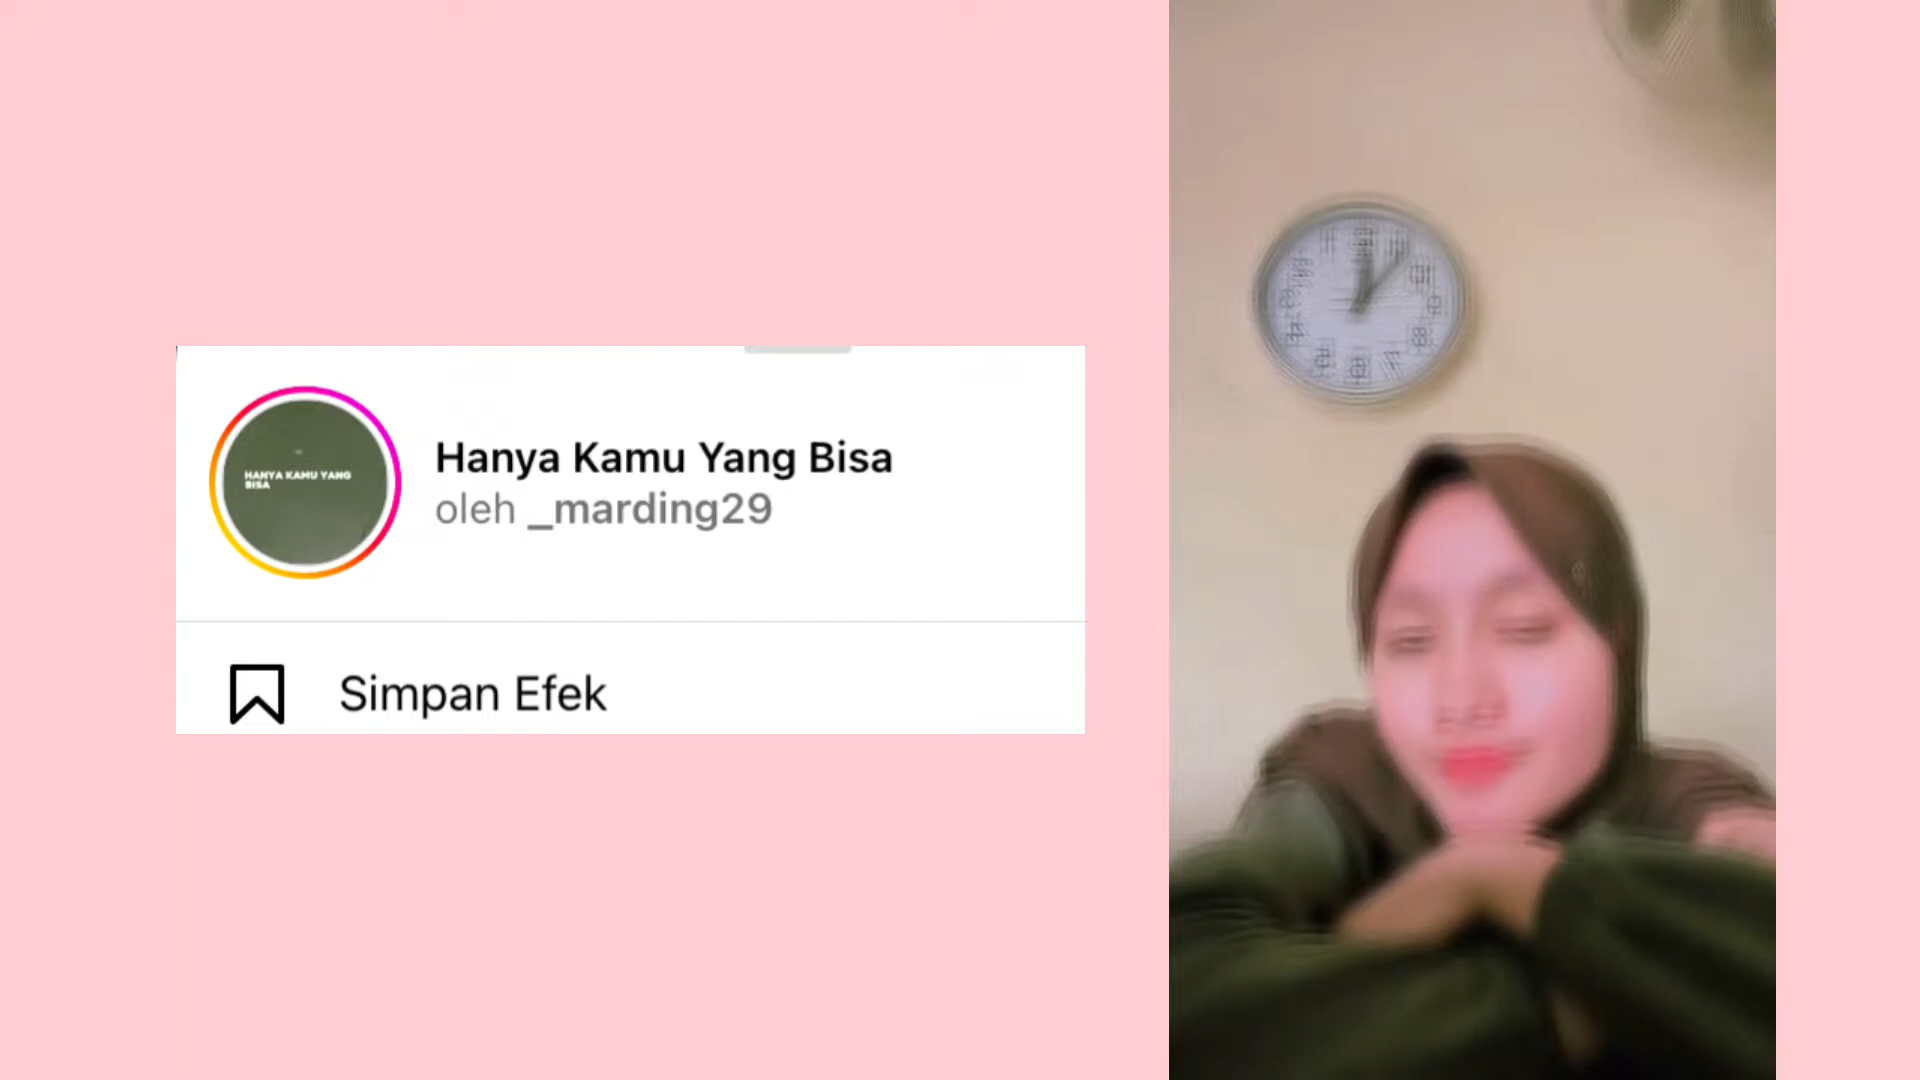 HANYA KAMU YANG
BISA
Hanya Kamu Yang Bisa
oleh _marding29
Simpan Efek